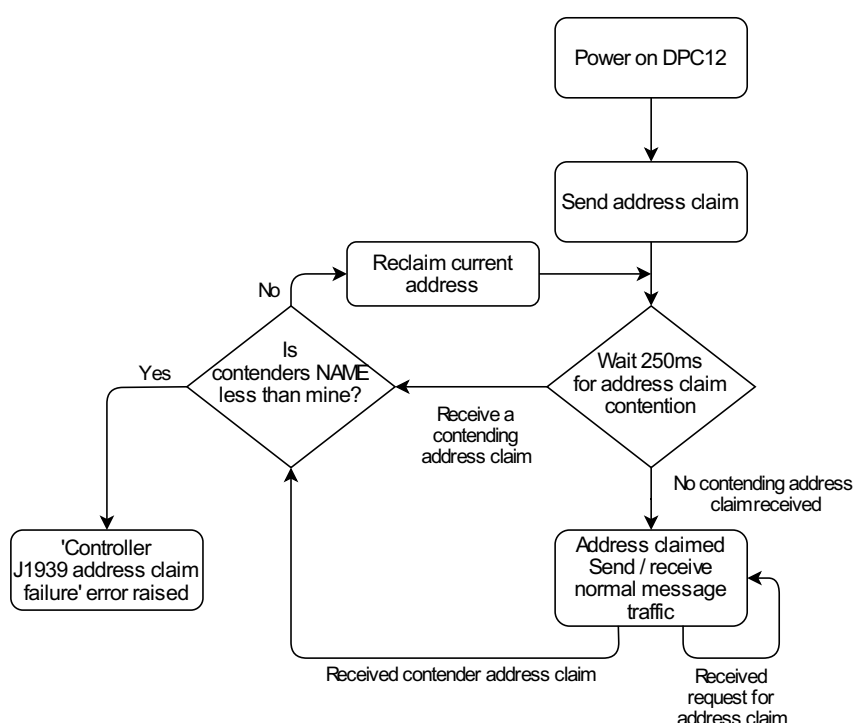 Power on DPC12
Send address claim
Reclaim current
address
No
Is
contenders NAME
less than mine?
Yes
Wait 250ms
for address claim
contention
Receive a
contending
address claim
No contending address
claim received
'Controller
J1939 address claim
failure' error raised
Address claimed
Send / receive
normal message
traffic
Received contender address claim
Received
request for
address claim